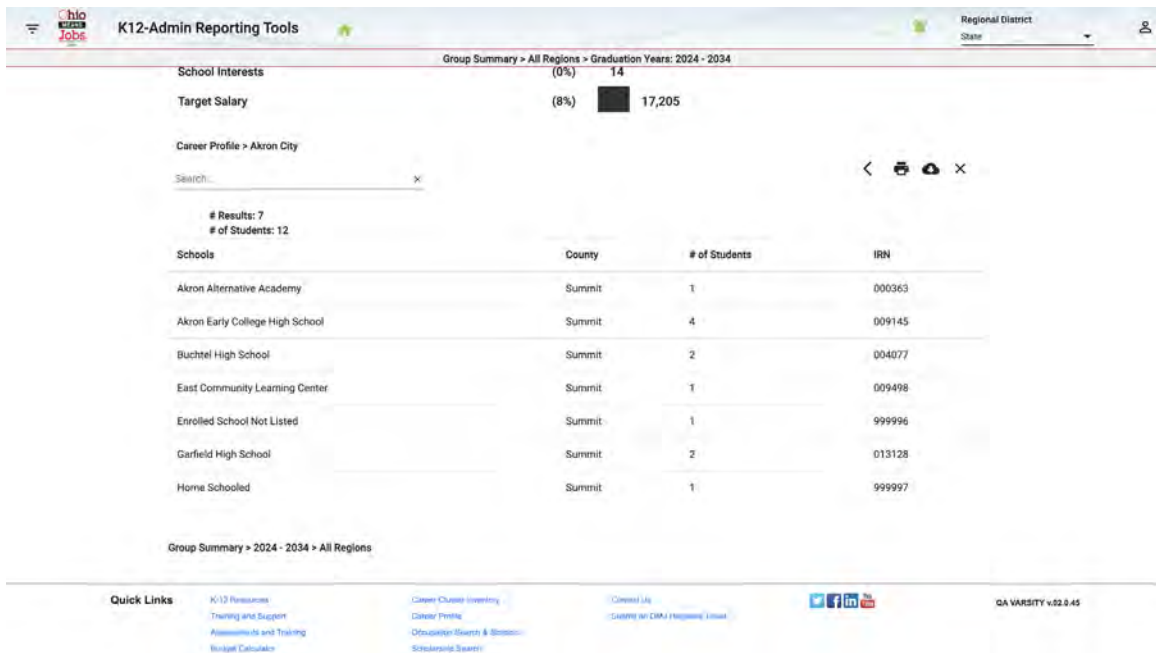 Ohio
MEANS
Jobs
K12-Admin Reporting Tools
Regional District
State
Group Summary > All Regions > Graduation Years: 2024 - 2034
School Interests (0%) 14
Target Salary (8%) 17,205
Career Profile > Akron City
Search...
# Results: 7
# of Students: 12
Schools County # of Students IRN
Akron Alternative Academy Summit 1 000363
Akron Early College High School Summit 4 009145
Buchtel High School Summit 2 004077
East Community Learning Center Summit 1 009498
Enrolled School Not Listed Summit 1 999996
Garfield High School Summit 2 013128
Home Schooled Summit 1 999997
Group Summary > 2024 - 2034 > All Regions
Quick Links K-12 Resources Career Cluster Inventory Contact Us QA VARSITY v.02.0.45
Training and Support Career Profile Submit an OMJ
Assessments and Training Occupation Search &
Budget Calculator Scholarship Search